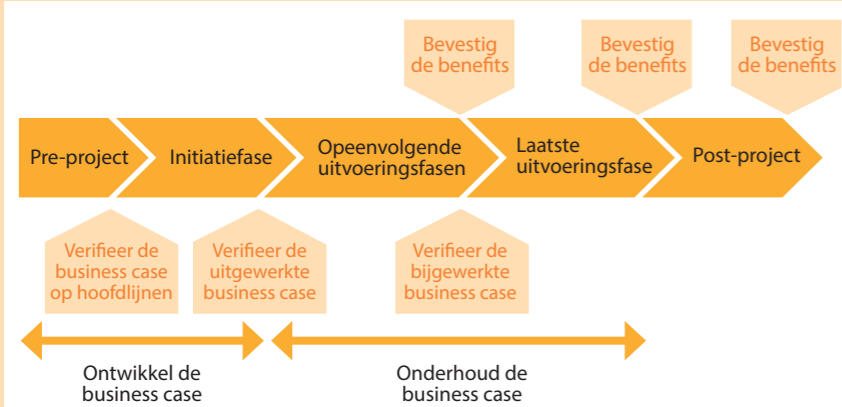 Bevestig
de benefits
Bevestig
de benefits
Bevestig
de benefits
Pre-project
Initiatiefase
Opeenvolgende
uitvoeringsfasen
Laatste
uitvoeringsfase
Post-project
Verifieer de
business case
op hoofdlijnen
Verifieer de
uitgewerkte
business case
Verifieer de
bijgewerkte
business case
Ontwikkel de
business case
Onderhoud de
business case